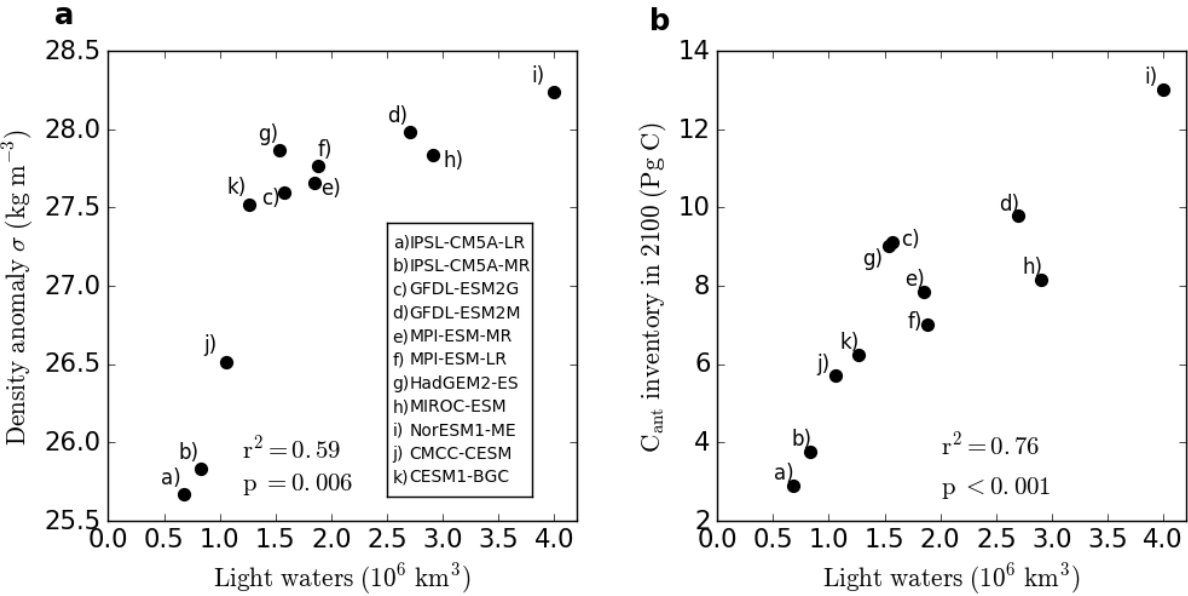 a
28.5
28.0
27.5
27.0
26.5
26.0
25.5
Density anomaly σ (kg m⁻³)
i)
d)
g)
f)
h)
k)
c)
e)
j)
b)
a)
a)IPSL-CM5A-LR
b)IPSL-CM5A-MR
c)GFDL-ESM2G
d)GFDL-ESM2M
e)MPI-ESM-MR
f)MPI-ESM-LR
g)HadGEM2-ES
h)MIROC-ESM
i) NorESM1-ME
j) CMCC-CESM
k)CESM1-BGC
r² = 0.59
p = 0.006
0.0 0.5 1.0 1.5 2.0 2.5 3.0 3.5 4.0
Light waters (10⁶ km³)
b
14
12
10
8
6
4
2
C_ant inventory in 2100 (Pg C)
i)
d)
c)
g)
h)
e)
f)
k)
j)
b)
a)
r² = 0.76
p < 0.001
0.0 0.5 1.0 1.5 2.0 2.5 3.0 3.5 4.0
Light waters (10⁶ km³)